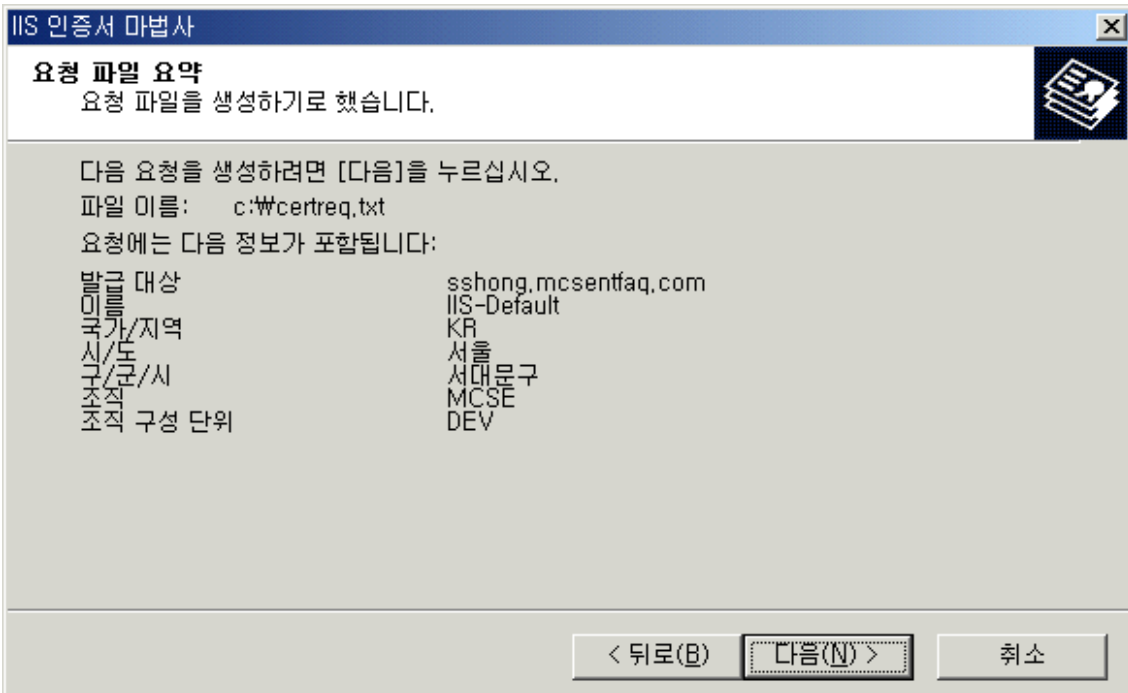 IIS 인증서 마법사
요청 파일 요약
요청 파일을 생성하기로 했습니다.
다음 요청을 생성하려면 [다음]을 누르십시오.
파일 이름: c:₩certreq.txt
요청에는 다음 정보가 포함됩니다:
발급 대상 sshong.mcsentfaq.com
이름 IIS-Default
국가/지역 KR
시/도 서울
구/군/시 서대문구
조직 MCSE
조직 구성 단위 DEV
< 뒤로(B) 다음(N) > 취소